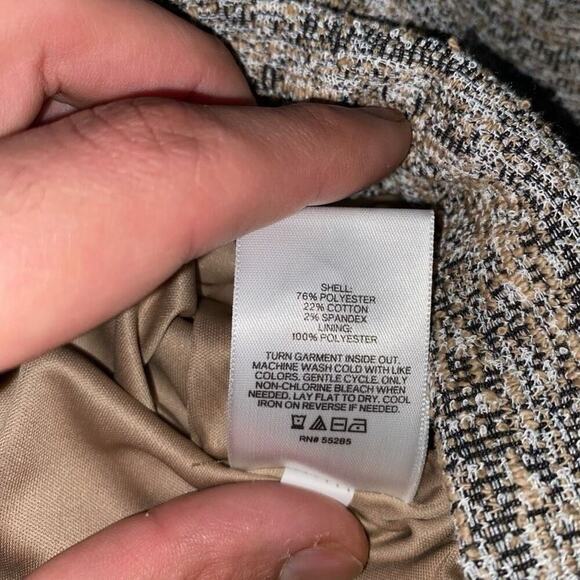 SHELL:
76% POLYESTER
22% COTTON
2% SPANDEX
LINING:
100% POLYESTER
TURN GARMENT INSIDE OUT.
MACHINE WASH COLD WITH LIKE
COLORS. GENTLE CYCLE. ONLY
NON-CHLORINE BLEACH WHEN
NEEDED. LAY FLAT TO DRY. COOL
IRON ON REVERSE IF NEEDED.
RN# 55285